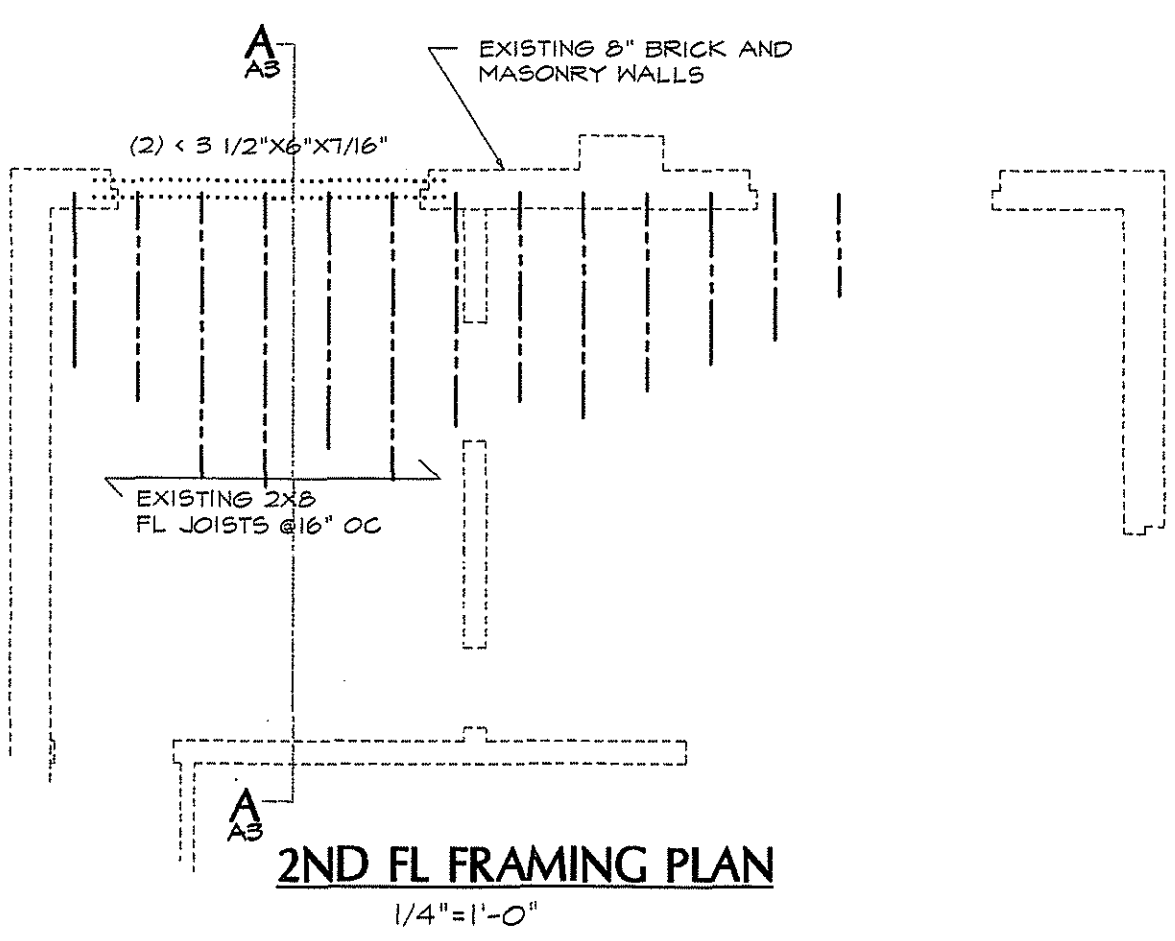 A
A3
EXISTING 8" BRICK AND
MASONRY WALLS
(2) < 3 1/2"X6"X7/16"
EXISTING 2X8
FL JOISTS @16" OC
A
A3
2ND FL FRAMING PLAN
1/4"=1'-0"